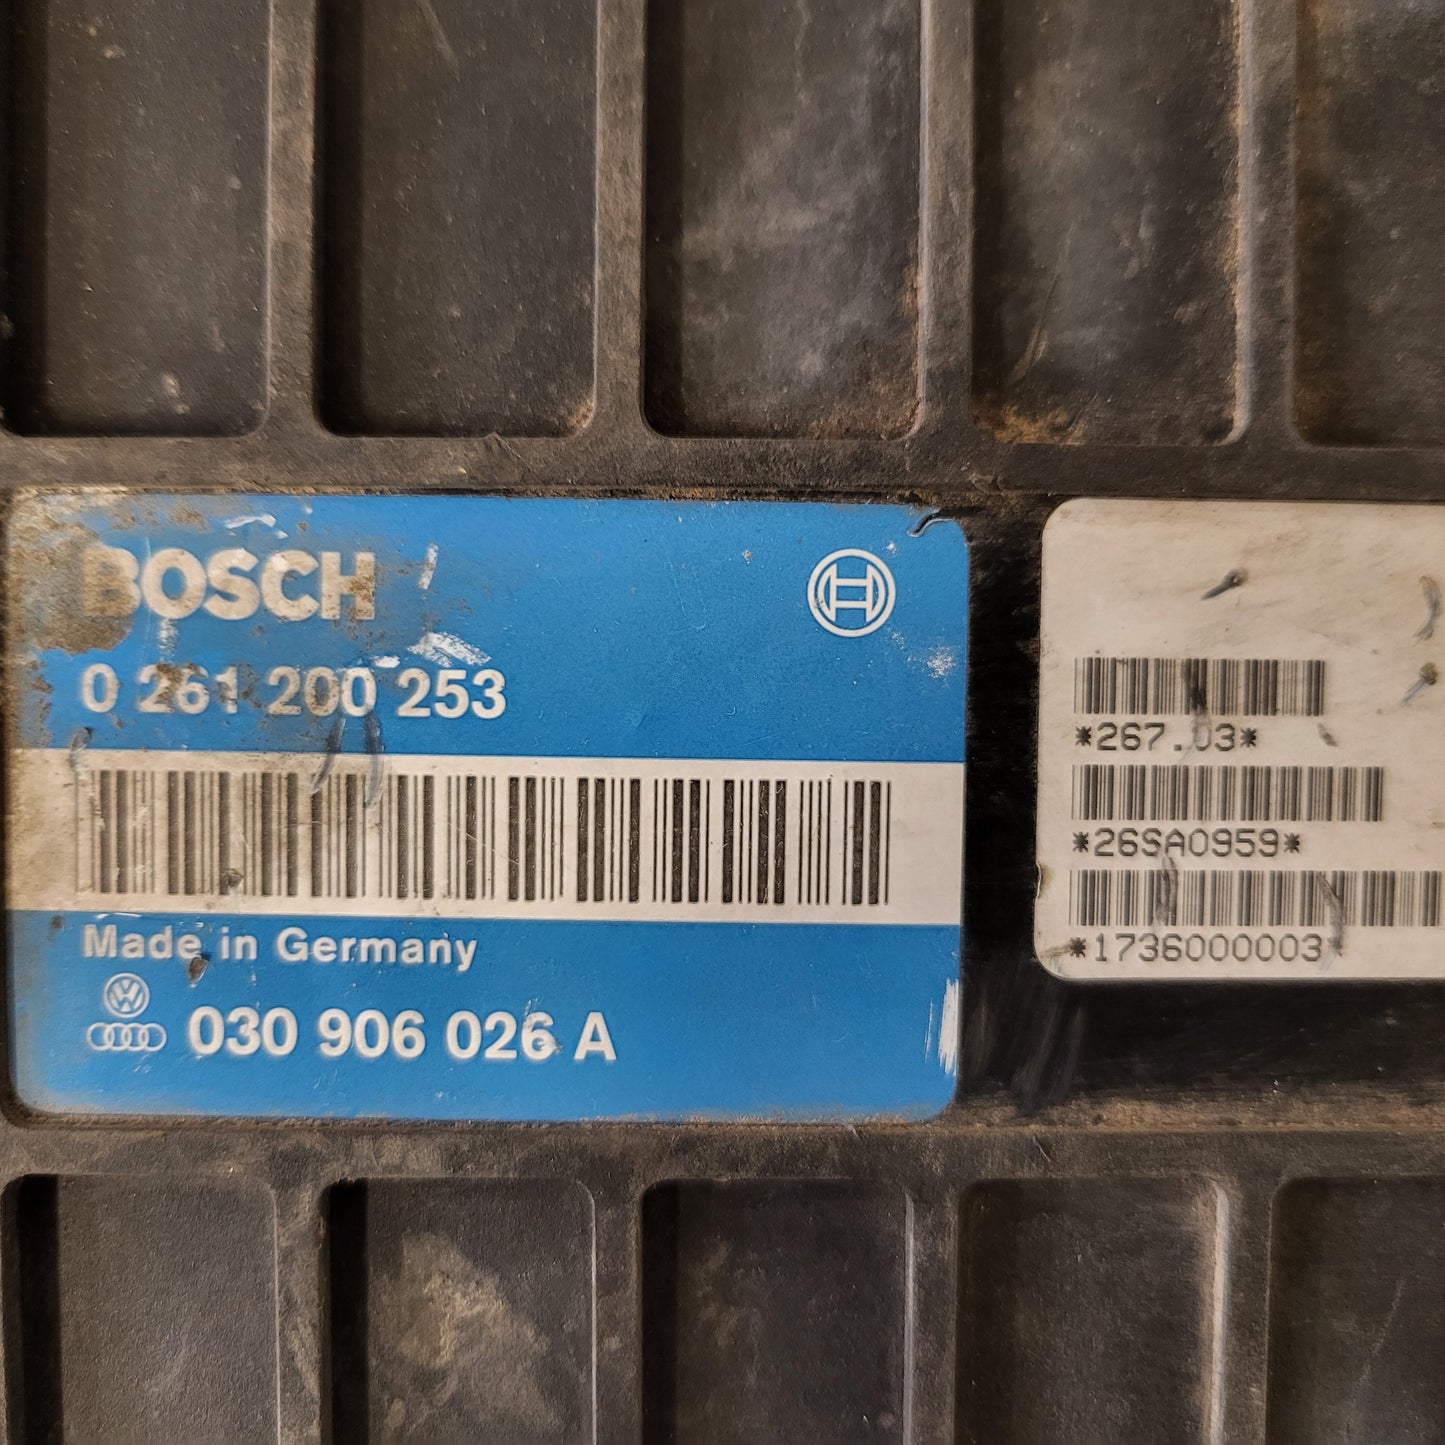 BOSCH
0 261 200 253
Made in Germany
030 906 026 A
*267.03*
*26SA0959*
*1736000003*